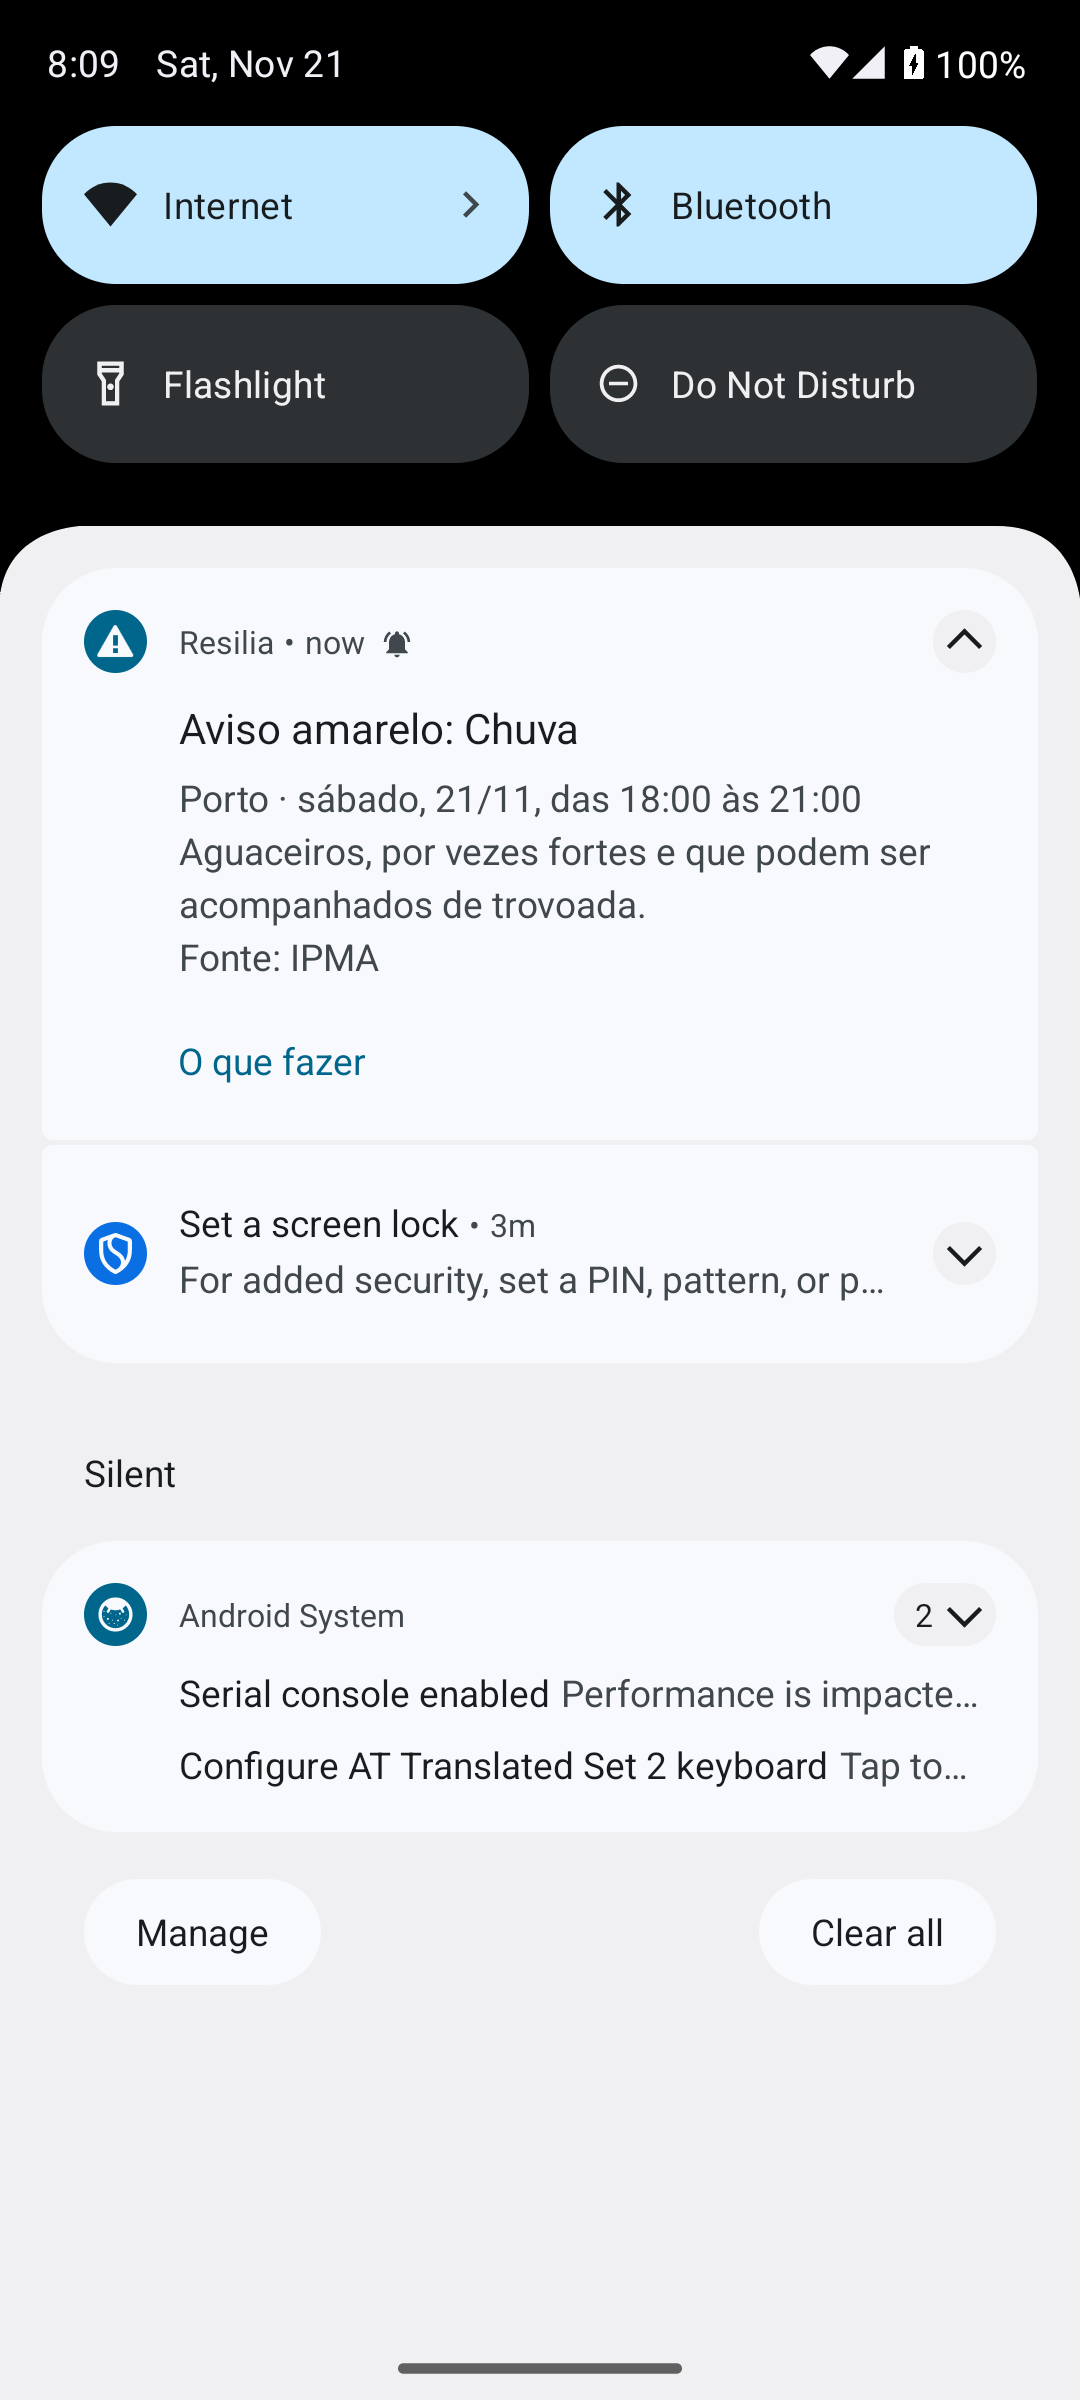 8:09 Sat, Nov 21 100%
Internet
Bluetooth
Flashlight
Do Not Disturb
Resilia • now
Aviso amarelo: Chuva
Porto · sábado, 21/11, das 18:00 às 21:00
Aguaceiros, por vezes fortes e que podem ser
acompanhados de trovoada.
Fonte: IPMA
O que fazer
Set a screen lock • 3m
For added security, set a PIN, pattern, or p…
Silent
Android System
2
Serial console enabled Performance is impacte…
Configure AT Translated Set 2 keyboard Tap to…
Manage
Clear all